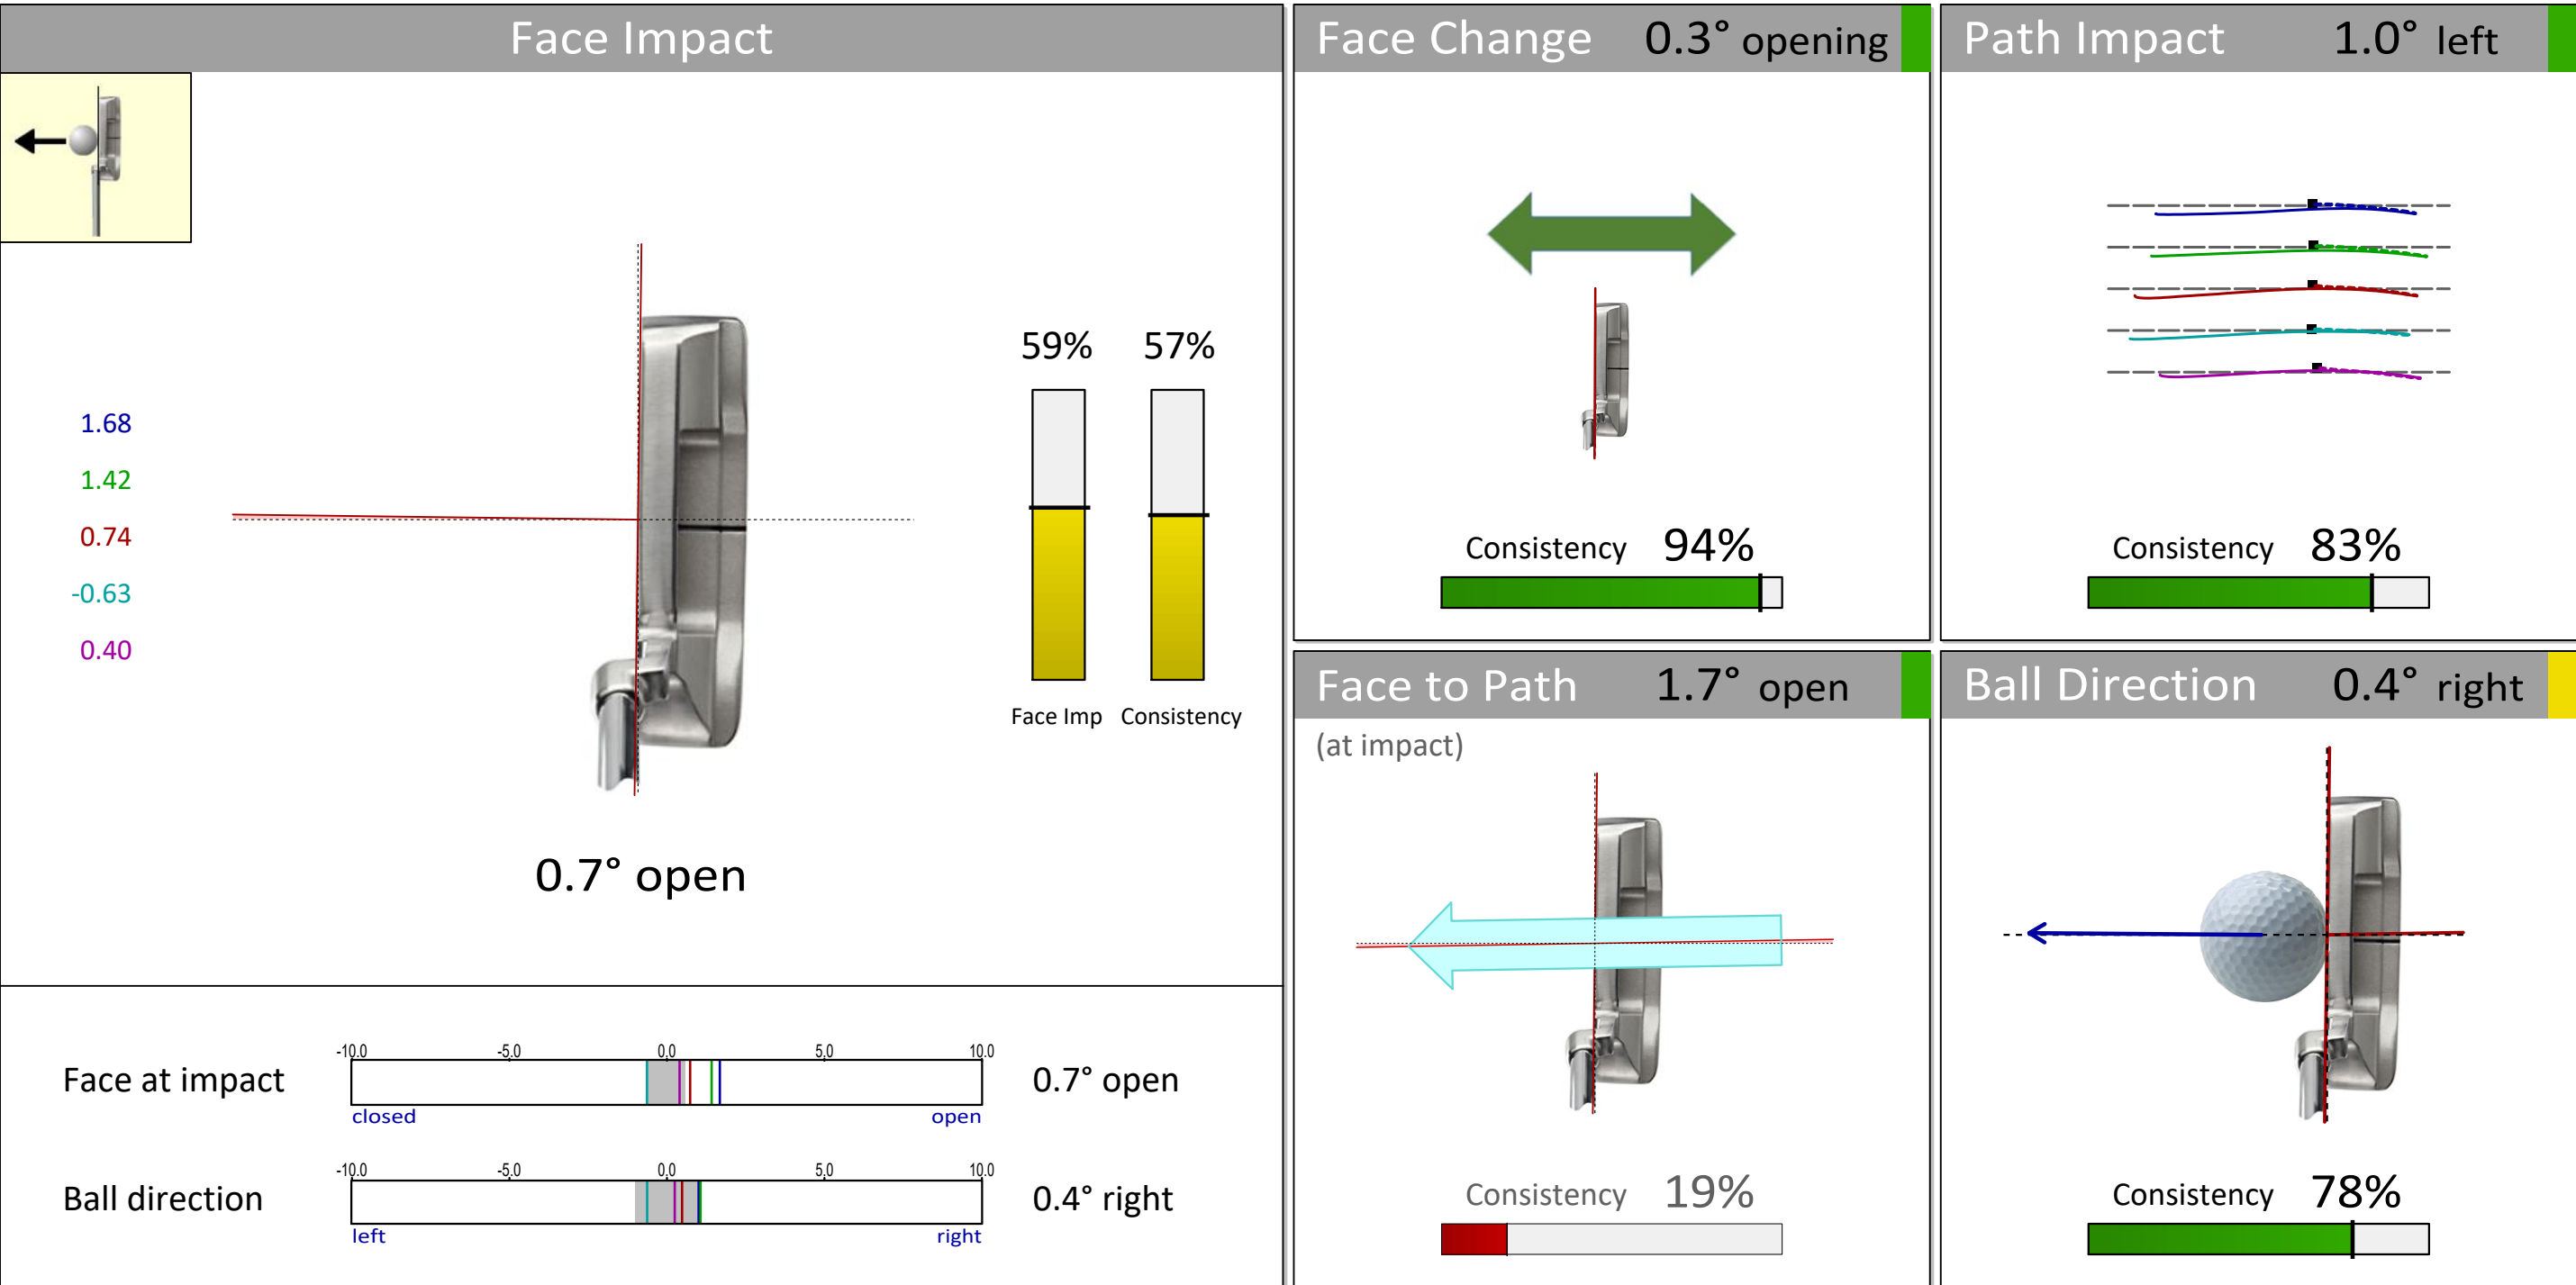 Face Impact
59% 57%
1.68
1.42
0.74
-0.63
0.40
Face Imp Consistency
0.7° open
Face at impact
-10.0 -5.0 0.0 5.0 10.0
closed open
0.7° open
Ball direction
-10.0 -5.0 0.0 5.0 10.0
left right
0.4° right
Face Change 0.3° opening
Consistency 94%
Path Impact 1.0° left
Consistency 83%
Face to Path 1.7° open
(at impact)
Consistency 19%
Ball Direction 0.4° right
Consistency 78%